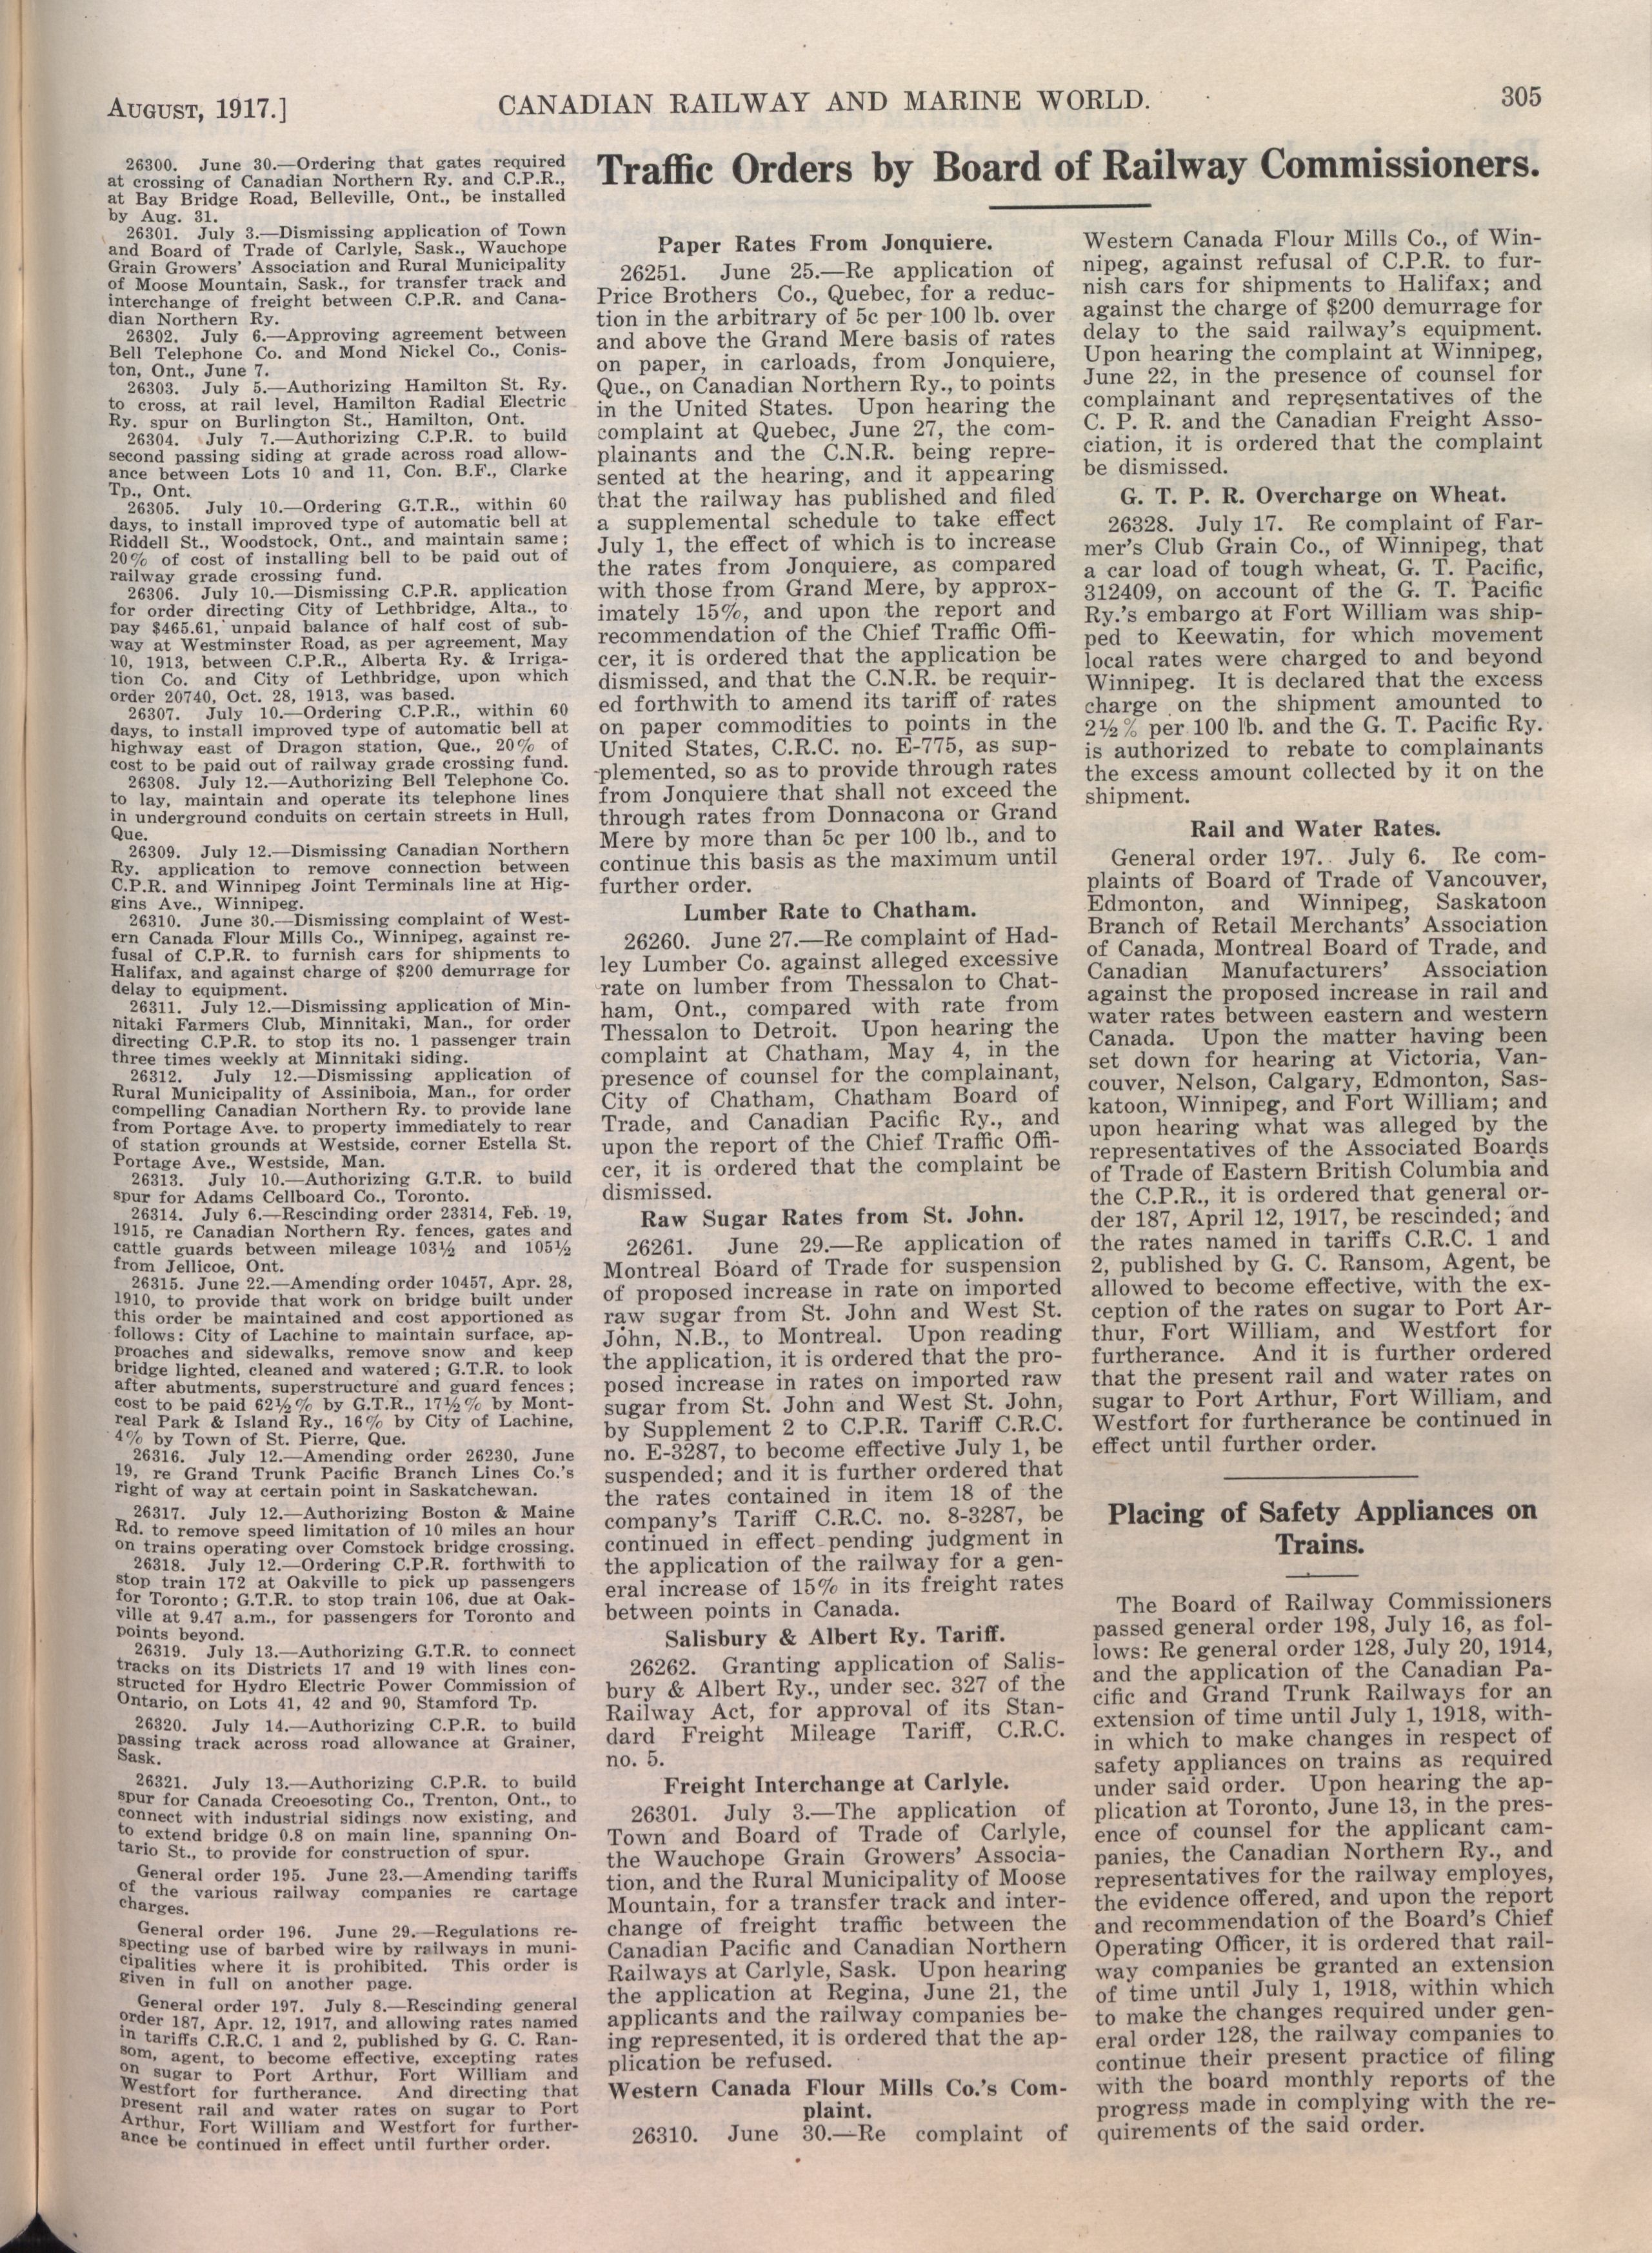 AUGUST, 1917.]
CANADIAN RAILWAY AND MARINE WORLD.
305
26300. June 30.—Ordering that gates required
at crossing of Canadian Northern Ry. and C.P.R.,
at Bay Bridge Road, Belleville, Ont., be installed
by Aug. 31.
26301. July 3.—Dismissing application of Town
and Board of Trade of Carlyle, Sask., Wauchope
Grain Growers' Association and Rural Municipality
of Moose Mountain, Sask., for transfer track and
interchange of freight between C.P.R. and Cana-
dian Northern Ry.
26302. July 6.—Approving agreement between
Bell Telephone Co. and Mond Nickel Co., Conis-
ton, Ont., June 7.
26303. July 5.—Authorizing Hamilton St. Ry.
to cross, at rail level, Hamilton Radial Electric
Ry. spur on Burlington St., Hamilton, Ont.
26304. July 7.—Authorizing C.P.R. to build
second passing siding at grade across road allow-
ance between Lots 10 and 11, Con. B.F., Clarke
Tp., Ont.
26305. July 10.—Ordering G.T.R., within 60
days, to install improved type of automatic bell at
Riddell St., Woodstock, Ont., and maintain same;
20% of cost of installing bell to be paid out of
railway grade crossing fund.
26306. July 10.—Dismissing C.P.R. application
for order directing City of Lethbridge, Alta., to
pay $465.61, unpaid balance of half cost of sub-
way at Westminster Road, as per agreement, May
10, 1913, between C.P.R., Alberta Ry. & Irriga-
tion Co. and City of Lethbridge, upon which
order 20740, Oct. 28, 1913, was based.
26307. July 10.—Ordering C.P.R., within 60
days, to install improved type of automatic bell at
highway east of Dragon station, Que., 20% of
cost to be paid out of railway grade crossing fund.
26308. July 12.—Authorizing Bell Telephone Co.
to lay, maintain and operate its telephone lines
in underground conduits on certain streets in Hull,
Que.
26309. July 12.—Dismissing Canadian Northern
Ry. application to remove connection between
C.P.R. and Winnipeg Joint Terminals line at Hig-
gins Ave., Winnipeg.
26310. June 30.—Dismissing complaint of West-
ern Canada Flour Mills Co., Winnipeg, against re-
fusal of C.P.R. to furnish cars for shipments to
Halifax, and against charge of $200 demurrage for
delay to equipment.
26311. July 12.—Dismissing application of Min-
nitaki Farmers Club, Minnitaki, Man., for order
directing C.P.R. to stop its no. 1 passenger train
three times weekly at Minnitaki siding.
26312. July 12.—Dismissing application of
Rural Municipality of Assiniboia, Man., for order
compelling Canadian Northern Ry. to provide lane
from Portage Ave. to property immediately to rear
of station grounds at Westside, corner Estella St.
Portage Ave., Westside, Man.
26313. July 10.—Authorizing G.T.R. to build
spur for Adams Cellboard Co., Toronto.
26314. July 6.—Rescinding order 23314, Feb. 19,
1915, re Canadian Northern Ry. fences, gates and
cattle guards between mileage 103½ and 105½
from Jellicoe, Ont.
26315. June 22.—Amending order 10457, Apr. 28,
1910, to provide that work on bridge built under
this order be maintained and cost apportioned as
follows: City of Lachine to maintain surface, ap-
proaches and sidewalks, remove snow and keep
bridge lighted, cleaned and watered; G.T.R. to look
after abutments, superstructure and guard fences;
cost to be paid 62½% by G.T.R., 17½% by Mont-
real Park & Island Ry., 16% by City of Lachine,
4% by Town of St. Pierre, Que.
26316. July 12.—Amending order 26230, June
19, re Grand Trunk Pacific Branch Lines Co.'s
right of way at certain point in Saskatchewan.
26317. July 12.—Authorizing Boston & Maine
Rd. to remove speed limitation of 10 miles an hour
on trains operating over Comstock bridge crossing.
26318. July 12.—Ordering C.P.R. forthwith to
stop train 172 at Oakville to pick up passengers
for Toronto; G.T.R. to stop train 106, due at Oak-
ville at 9.47 a.m., for passengers for Toronto and
points beyond.
26319. July 13.—Authorizing G.T.R. to connect
tracks on its Districts 17 and 19 with lines con-
structed for Hydro Electric Power Commission of
Ontario, on Lots 41, 42 and 90, Stamford Tp.
26320. July 14.—Authorizing C.P.R. to build
passing track across road allowance at Grainer,
Sask.
26321. July 13.—Authorizing C.P.R. to build
spur for Canada Creoesoting Co., Trenton, Ont., to
connect with industrial sidings now existing, and
to extend bridge 0.8 on main line, spanning On-
tario St., to provide for construction of spur.
General order 195. June 23.—Amending tariffs
of the various railway companies re cartage
charges.
General order 196. June 29.—Regulations re-
specting use of barbed wire by railways in muni-
cipalities where it is prohibited. This order is
given in full on another page.
General order 197. July 8.—Rescinding general
order 187, Apr. 12, 1917, and allowing rates named
in tariffs C.R.C. 1 and 2, published by G. C. Ran-
som, agent, to become effective, excepting rates
on sugar to Port Arthur, Fort William and
Westfort for furtherance. And directing that
present rail and water rates on sugar to Port
Arthur, Fort William and Westfort for further-
ance be continued in effect until further order.
Traffic Orders by Board of Railway Commissioners.
Paper Rates From Jonquiere.
26251. June 25.—Re application of
Price Brothers Co., Quebec, for a reduc-
tion in the arbitrary of 5c per 100 lb. over
and above the Grand Mere basis of rates
on paper, in carloads, from Jonquiere,
Que., on Canadian Northern Ry., to points
in the United States. Upon hearing the
complaint at Quebec, June 27, the com-
plainants and the C.N.R. being repre-
sented at the hearing, and it appearing
that the railway has published and filed
a supplemental schedule to take effect
July 1, the effect of which is to increase
the rates from Jonquiere, as compared
with those from Grand Mere, by approx-
imately 15%, and upon the report and
recommendation of the Chief Traffic Offi-
cer, it is ordered that the application be
dismissed, and that the C.N.R. be requir-
ed forthwith to amend its tariff of rates
on paper commodities to points in the
United States, C.R.C. no. E-775, as sup-
plemented, so as to provide through rates
from Jonquiere that shall not exceed the
through rates from Donnacona or Grand
Mere by more than 5c per 100 lb., and to
continue this basis as the maximum until
further order.
Lumber Rate to Chatham.
26260. June 27.—Re complaint of Had-
ley Lumber Co. against alleged excessive
rate on lumber from Thessalon to Chat-
ham, Ont., compared with rate from
Thessalon to Detroit. Upon hearing the
complaint at Chatham, May 4, in the
presence of counsel for the complainant,
City of Chatham, Chatham Board of
Trade, and Canadian Pacific Ry., and
upon the report of the Chief Traffic Offi-
cer, it is ordered that the complaint be
dismissed.
Raw Sugar Rates from St. John.
26261. June 29.—Re application of
Montreal Board of Trade for suspension
of proposed increase in rate on imported
raw sugar from St. John and West St.
John, N.B., to Montreal. Upon reading
the application, it is ordered that the pro-
posed increase in rates on imported raw
sugar from St. John and West St. John,
by Supplement 2 to C.P.R. Tariff C.R.C.
no. E-3287, to become effective July 1, be
suspended; and it is further ordered that
the rates contained in item 18 of the
company's Tariff C.R.C. no. 8-3287, be
continued in effect pending judgment in
the application of the railway for a gen-
eral increase of 15% in its freight rates
between points in Canada.
Salisbury & Albert Ry. Tariff.
26262. Granting application of Salis-
bury & Albert Ry., under sec. 327 of the
Railway Act, for approval of its Stan-
dard Freight Mileage Tariff, C.R.C.
no. 5.
Freight Interchange at Carlyle.
26301. July 3.—The application of
Town and Board of Trade of Carlyle,
the Wauchope Grain Growers' Associa-
tion, and the Rural Municipality of Moose
Mountain, for a transfer track and inter-
change of freight traffic between the
Canadian Pacific and Canadian Northern
Railways at Carlyle, Sask. Upon hearing
the application at Regina, June 21, the
applicants and the railway companies be-
ing represented, it is ordered that the ap-
plication be refused.
Western Canada Flour Mills Co.'s Com-
plaint.
26310. June 30.—Re complaint of
Western Canada Flour Mills Co., of Win-
nipeg, against refusal of C.P.R. to fur-
nish cars for shipments to Halifax; and
against the charge of $200 demurrage for
delay to the said railway's equipment.
Upon hearing the complaint at Winnipeg,
June 22, in the presence of counsel for
complainant and representatives of the
C. P. R. and the Canadian Freight Asso-
ciation, it is ordered that the complaint
be dismissed.
G. T. P. R. Overcharge on Wheat.
26328. July 17. Re complaint of Far-
mer's Club Grain Co., of Winnipeg, that
a car load of tough wheat, G. T. Pacific,
312409, on account of the G. T. Pacific
Ry.'s embargo at Fort William was ship-
ped to Keewatin, for which movement
local rates were charged to and beyond
Winnipeg. It is declared that the excess
charge on the shipment amounted to
2½% per 100 lb. and the G. T. Pacific Ry.
is authorized to rebate to complainants
the excess amount collected by it on the
shipment.
Rail and Water Rates.
General order 197. July 6. Re com-
plaints of Board of Trade of Vancouver,
Edmonton, and Winnipeg, Saskatoon
Branch of Retail Merchants' Association
of Canada, Montreal Board of Trade, and
Canadian Manufacturers' Association
against the proposed increase in rail and
water rates between eastern and western
Canada. Upon the matter having been
set down for hearing at Victoria, Van-
couver, Nelson, Calgary, Edmonton, Sas-
katoon, Winnipeg, and Fort William; and
upon hearing what was alleged by the
representatives of the Associated Boards
of Trade of Eastern British Columbia and
the C.P.R., it is ordered that general or-
der 187, April 12, 1917, be rescinded; and
the rates named in tariffs C.R.C. 1 and
2, published by G. C. Ransom, Agent, be
allowed to become effective, with the ex-
ception of the rates on sugar to Port Ar-
thur, Fort William, and Westfort for
furtherance. And it is further ordered
that the present rail and water rates on
sugar to Port Arthur, Fort William, and
Westfort for furtherance be continued in
effect until further order.
Placing of Safety Appliances on
Trains.
The Board of Railway Commissioners
passed general order 198, July 16, as fol-
lows: Re general order 128, July 20, 1914,
and the application of the Canadian Pa-
cific and Grand Trunk Railways for an
extension of time until July 1, 1918, with-
in which to make changes in respect of
safety appliances on trains as required
under said order. Upon hearing the ap-
plication at Toronto, June 13, in the pres-
ence of counsel for the applicant cam-
panies, the Canadian Northern Ry., and
representatives for the railway employes,
the evidence offered, and upon the report
and recommendation of the Board's Chief
Operating Officer, it is ordered that rail-
way companies be granted an extension
of time until July 1, 1918, within which
to make the changes required under gen-
eral order 128, the railway companies to
continue their present practice of filing
with the board monthly reports of the
progress made in complying with the re-
quirements of the said order.